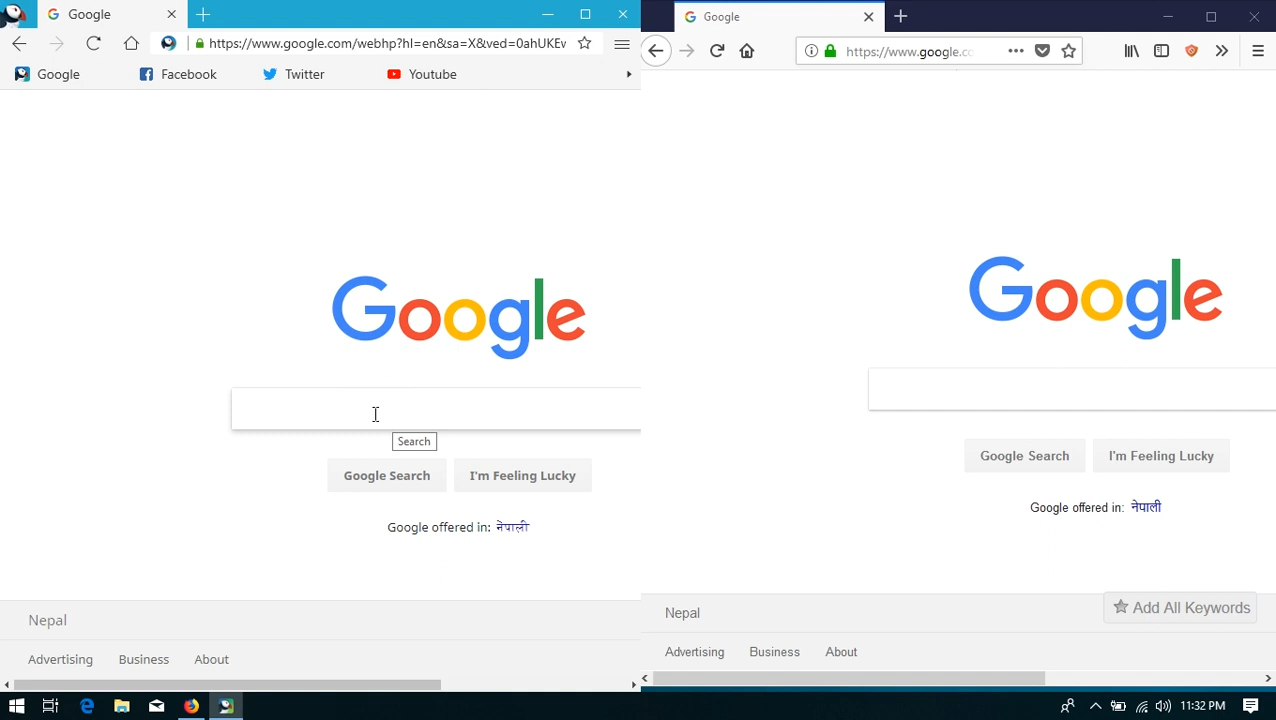 Google
https://www.google.com/webhp?hl=en&sa=X&ved=0ahUKEw
Google Facebook Twitter Youtube
Google
Search
Google Search I'm Feeling Lucky
Google offered in: नेपाली
Nepal
Advertising Business About
Google
https://www.google.co
Google
Google Search I'm Feeling Lucky
Google offered in: नेपाली
Add All Keywords
Nepal
Advertising Business About
11:32 PM